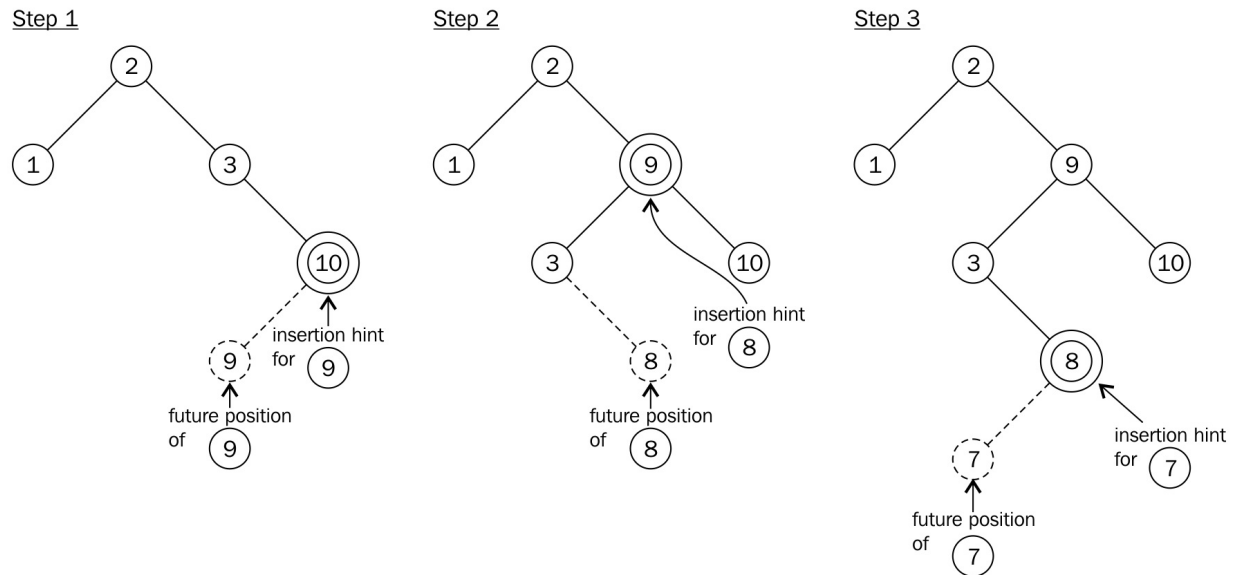 Step 1
2
1
3
10
insertion hint
for 9
9
future position
of 9
Step 2
2
1
9
3
10
insertion hint
for 8
8
future position
of 8
Step 3
2
1
9
3
10
8
insertion hint
for 7
7
future position
of 7